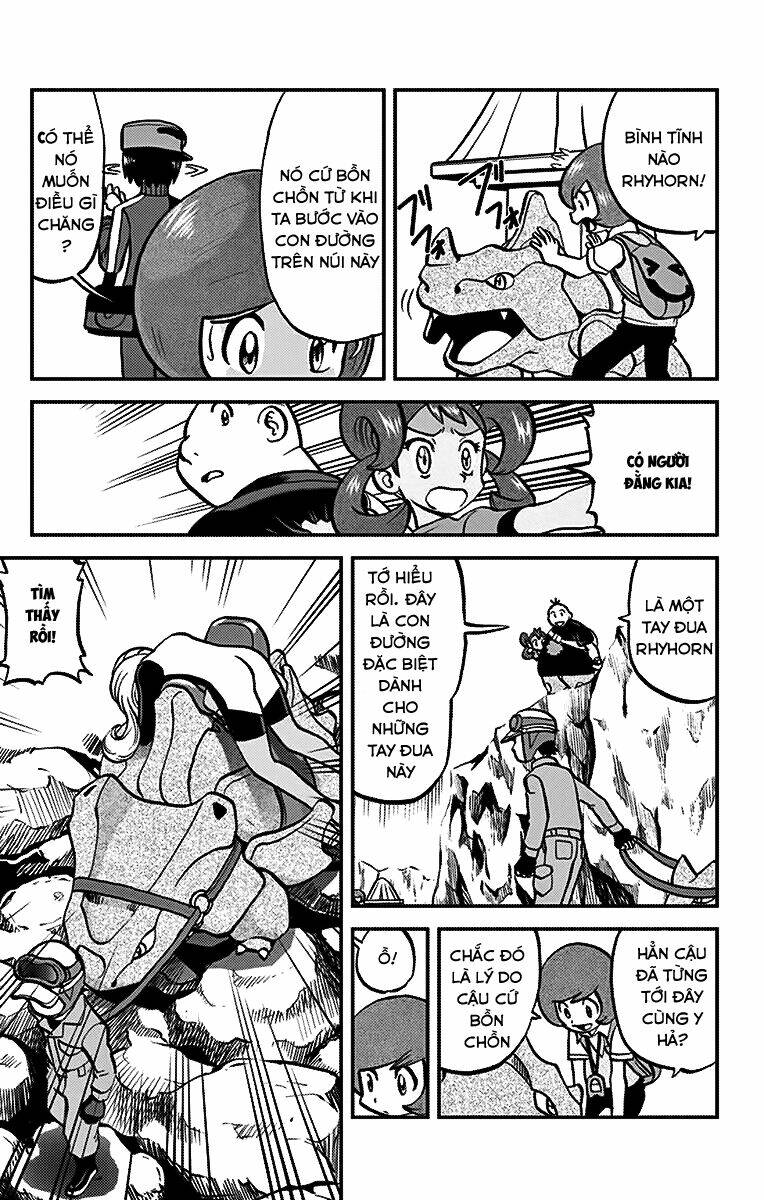 BÌNH TĨNH
NÀO
RHYHORN!
NÓ CỨ BỒN
CHỒN TỪ KHI
TA BƯỚC VÀO
CON ĐƯỜNG
TRÊN NÚI NÀY
CÓ THỂ
NÓ
MUỐN
ĐIỀU GÌ
CHĂNG
?
CÓ NGƯỜI
ĐẰNG KIA!
LÀ MỘT
TAY ĐUA
RHYHORN
TỚ HIỂU
RỒI. ĐÂY
LÀ CON
ĐƯỜNG
ĐẶC BIỆT
DÀNH
CHO
NHỮNG
TAY ĐUA
NÀY
TÌM
THẤY
RỒI!
HẲN CẬU
ĐÃ TỪNG
TỚI ĐÂY
CÙNG Y
HẢ?
CHẮC ĐÓ
LÀ LÝ DO
CẬU CỨ
BỒN
CHỒN
Ồ!